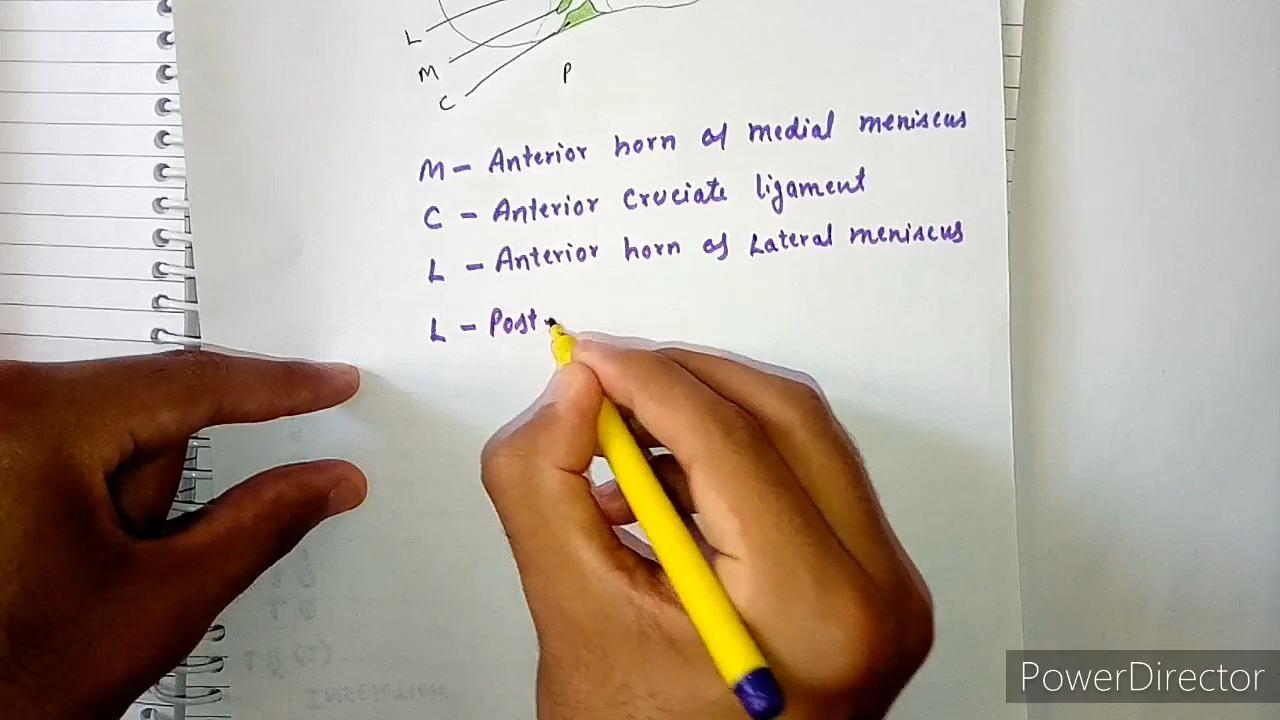 L
M
P
C
M - Anterior horn of medial meniscus
C - Anterior Cruciate ligament
L - Anterior horn of Lateral meniscus
L - Post
PowerDirector